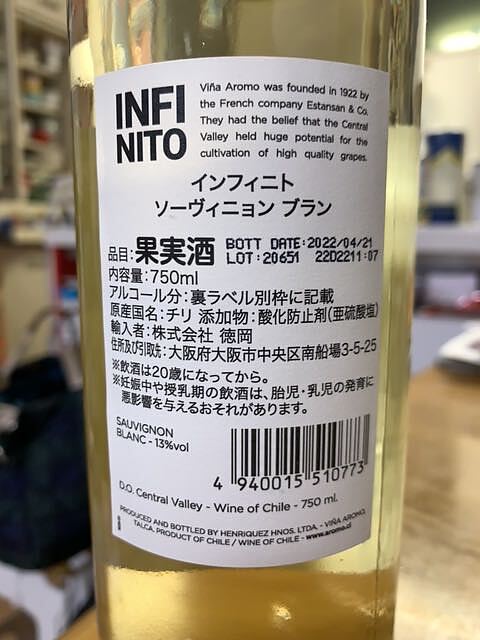 INFI
NITO
Viña Aromo was founded in 1922 by
the French company Estansan & Co.
They had the belief that the Central
Valley held huge potential for the
cultivation of high quality grapes.
インフィニト
ソーヴィニョン ブラン
品目:果実酒 BOTT DATE:2022/04/21
LOT:20651 22D2211:07
内容量:750ml
アルコール分:裏ラベル別枠に記載
原産国名:チリ 添加物:酸化防止剤(亜硫酸塩)
輸入者:株式会社 徳岡
住所及び引取先:大阪府大阪市中央区南船場3-5-25
※飲酒は20歳になってから。
※妊娠中や授乳期の飲酒は、胎児・乳児の発育に
悪影響を与えるおそれがあります。
SAUVIGNON
BLANC - 13%vol
4 940015 510773
D.O. Central Valley - Wine of Chile - 750 ml.
PRODUCED AND BOTTLED BY HENRIQUEZ HNOS. LTDA. - VIÑA AROMO,
TALCA, PRODUCT OF CHILE / WINE OF CHILE - www.aromo.cl